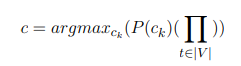 c = argmax_{c_k}(P(c_k)(∏_{t∈|V|}))